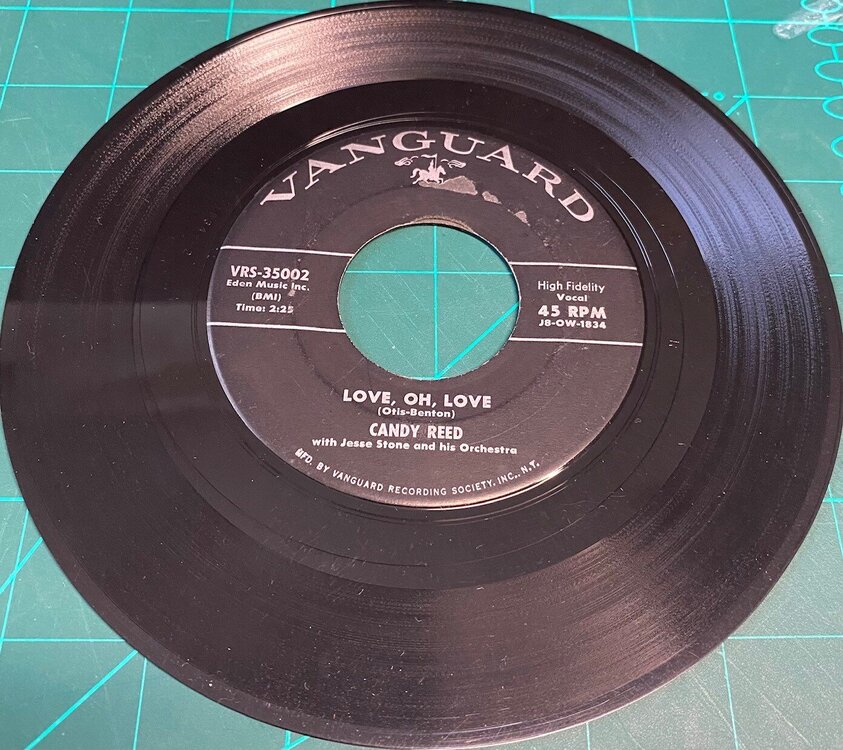 VANGUARD
VRS-35002
Eden Music Inc.
(BMI)
Time: 2:25
High Fidelity
Vocal
45 RPM
J8-OW-1834
LOVE, OH, LOVE
(Otis-Benton)
CANDY REED
with Jesse Stone and his Orchestra
MFD. BY VANGUARD RECORDING SOCIETY, INC., N.Y.